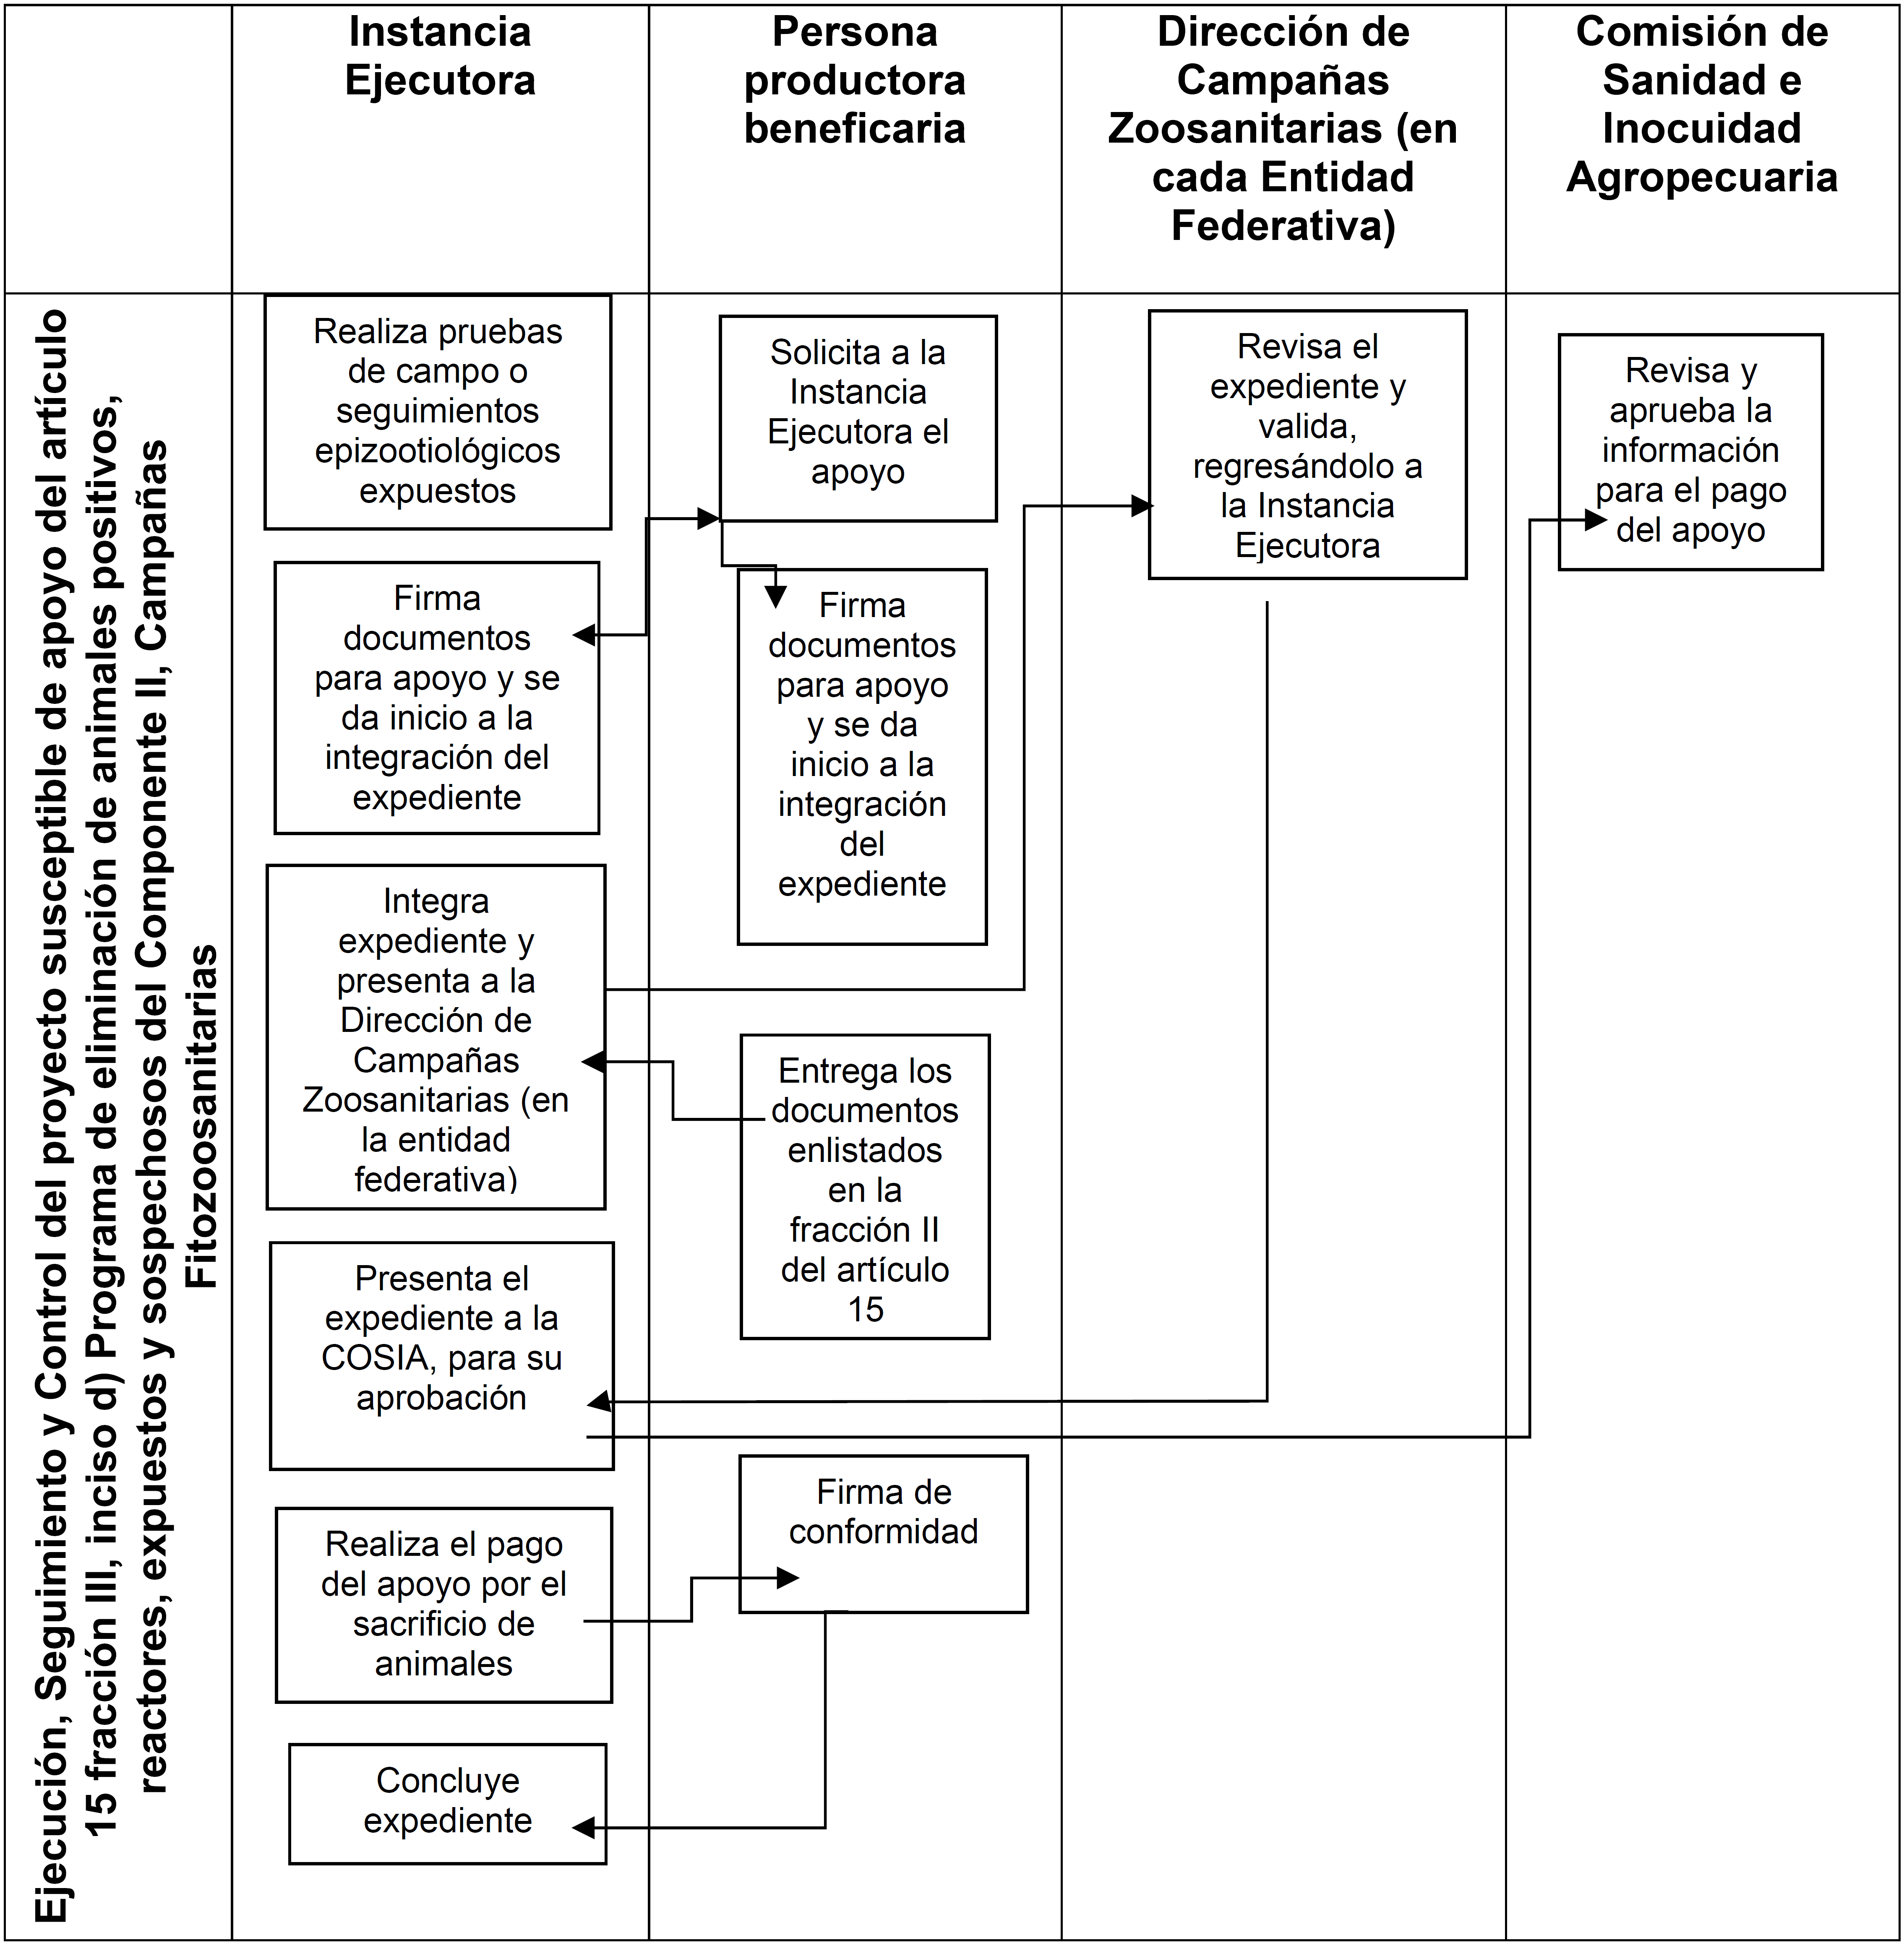 Instancia
Ejecutora
Persona
productora
beneficaria
Dirección de
Campañas
Zoosanitarias (en
cada Entidad
Federativa)
Comisión de
Sanidad e
Inocuidad
Agropecuaria
Ejecución, Seguimiento y Control del proyecto susceptible de apoyo del artículo
15 fracción III, inciso d) Programa de eliminación de animales positivos,
reactores, expuestos y sospechosos del Componente II, Campañas
Fitozoosanitarias
Realiza pruebas
de campo o
seguimientos
epizootiológicos
expuestos
Firma
documentos
para apoyo y se
da inicio a la
integración del
expediente
Integra
expediente y
presenta a la
Dirección de
Campañas
Zoosanitarias (en
la entidad
federativa)
Presenta el
expediente a la
COSIA, para su
aprobación
Realiza el pago
del apoyo por el
sacrificio de
animales
Concluye
expediente
Solicita a la
Instancia
Ejecutora el
apoyo
Firma
documentos
para apoyo
y se da
inicio a la
integración
del
expediente
Entrega los
documentos
enlistados
en la
fracción II
del artículo
15
Firma de
conformidad
Revisa el
expediente y
valida,
regresándolo a
la Instancia
Ejecutora
Revisa y
aprueba la
información
para el pago
del apoyo